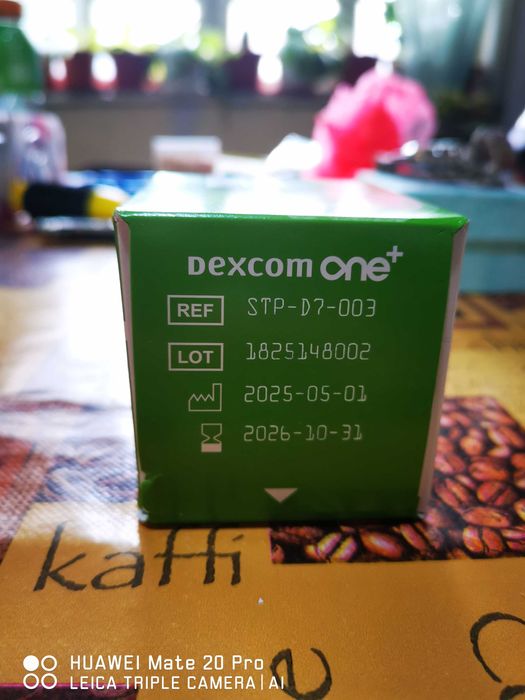 Dexcom one+
REF STP-D7-003
LOT 1825148002
2025-05-01
2026-10-31
kaffi
e
HUAWEI Mate 20 Pro
LEICA TRIPLE CAMERA | AI